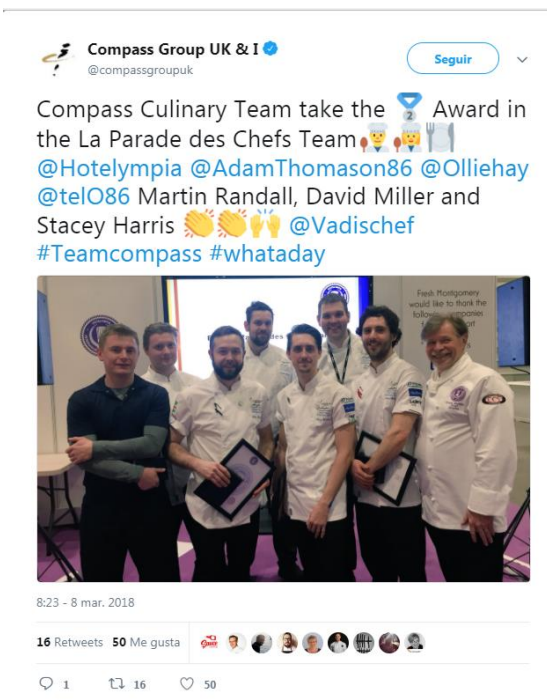 Compass Group UK & I
@compassgroupuk
Seguir
Compass Culinary Team take the 🥈 Award in
the La Parade des Chefs Team 👨‍🍳👩‍🍳🍽️
@Hotelympia @AdamThomason86 @Olliehay
@telO86 Martin Randall, David Miller and
Stacey Harris 👏👏🙌 @Vadischef
#Teamcompass #whataday
Fresh Montgomery
would like to thank the
8:23 - 8 mar. 2018
16 Retweets 50 Me gusta
1 16 50